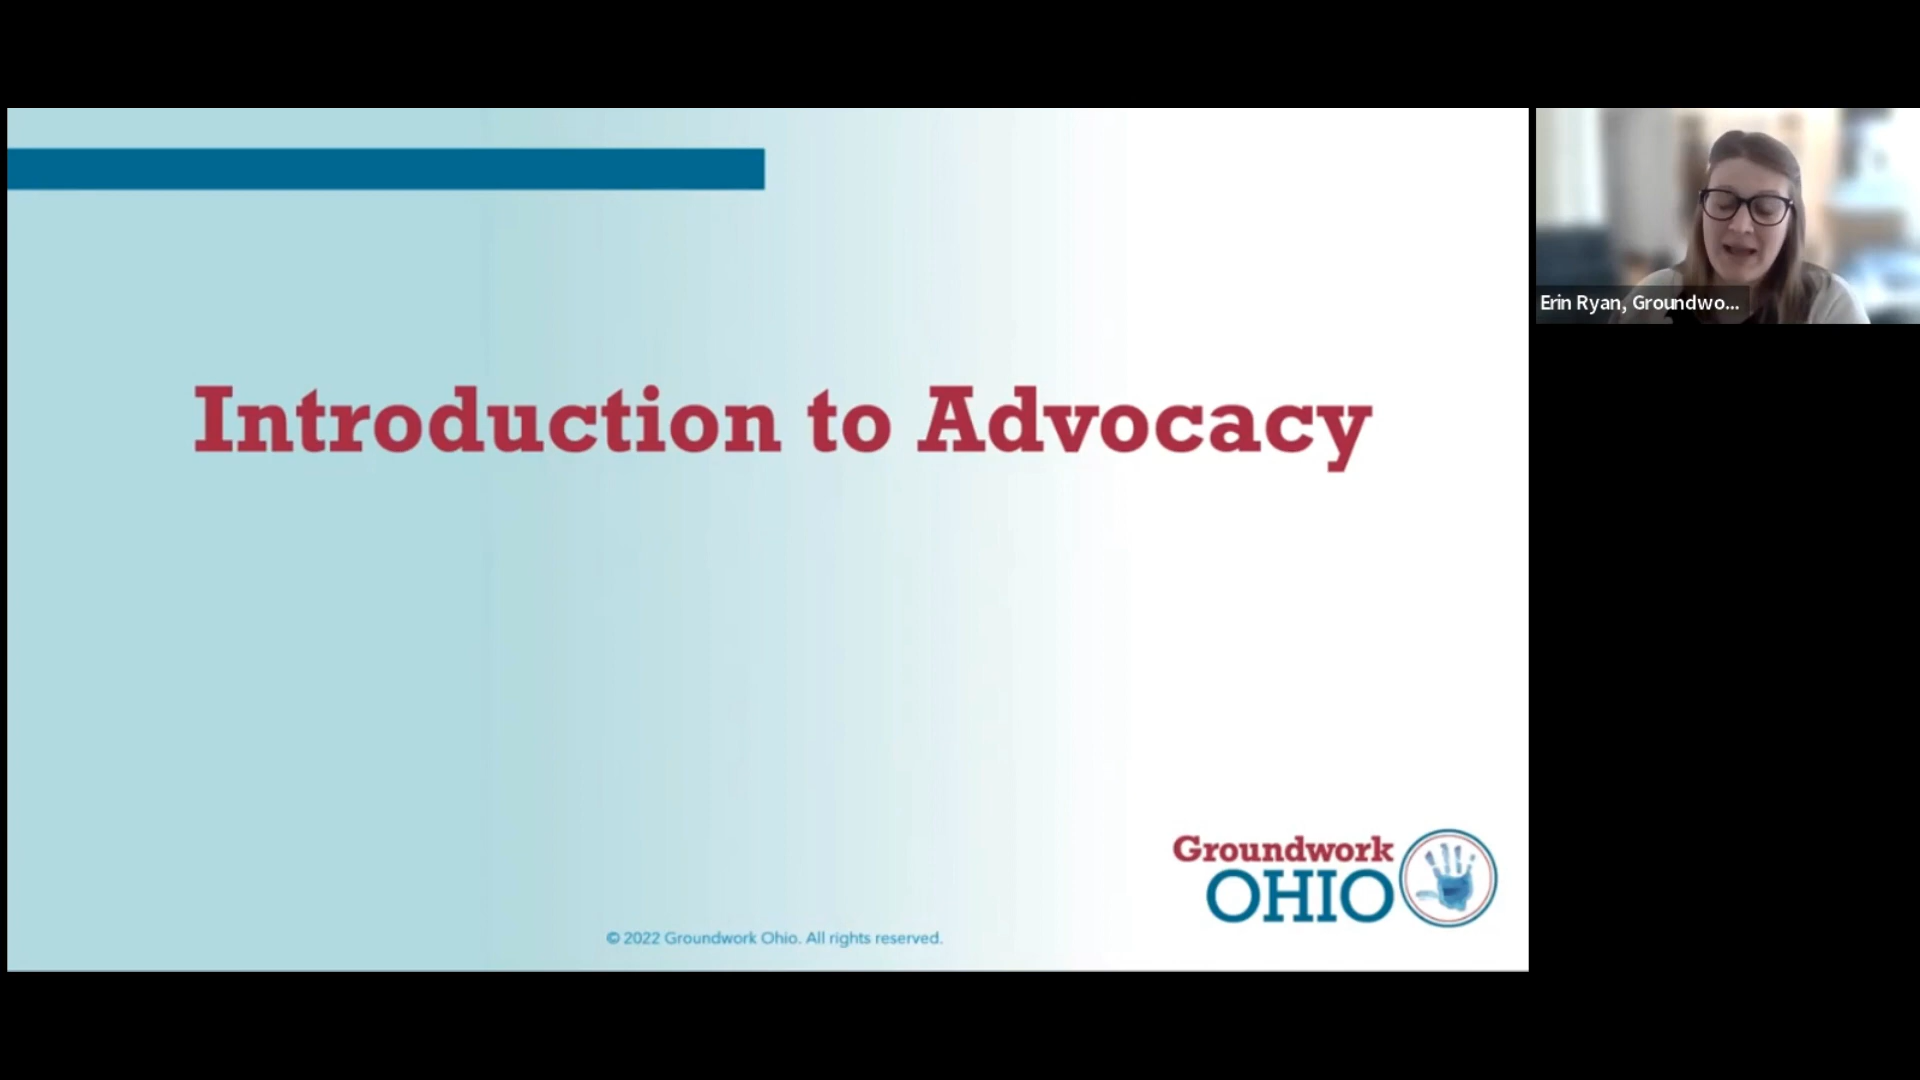 Introduction to Advocacy
Erin Ryan, Groundwo...
Groundwork
OHIO
© 2022 Groundwork Ohio. All rights reserved.